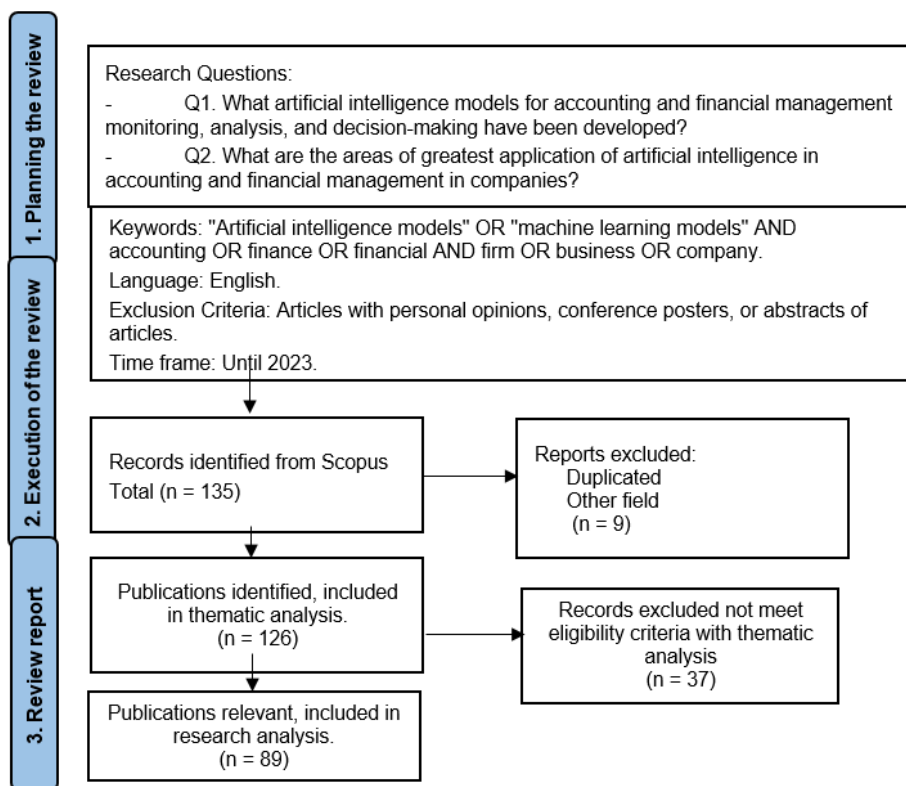 1. Planning the review
Research Questions:
- Q1. What artificial intelligence models for accounting and financial management
monitoring, analysis, and decision-making have been developed?
- Q2. What are the areas of greatest application of artificial intelligence in
accounting and financial management in companies?
Keywords: "Artificial intelligence models" OR "machine learning models" AND
accounting OR finance OR financial AND firm OR business OR company.
Language: English.
Exclusion Criteria: Articles with personal opinions, conference posters, or abstracts of
articles.
Time frame: Until 2023.
2. Execution of the review
Records identified from Scopus
Total (n = 135)
Reports excluded:
Duplicated
Other field
(n = 9)
3. Review report
Publications identified, included
in thematic analysis.
(n = 126)
Records excluded not meet
eligibility criteria with thematic
analysis
(n = 37)
Publications relevant, included in
research analysis.
(n = 89)